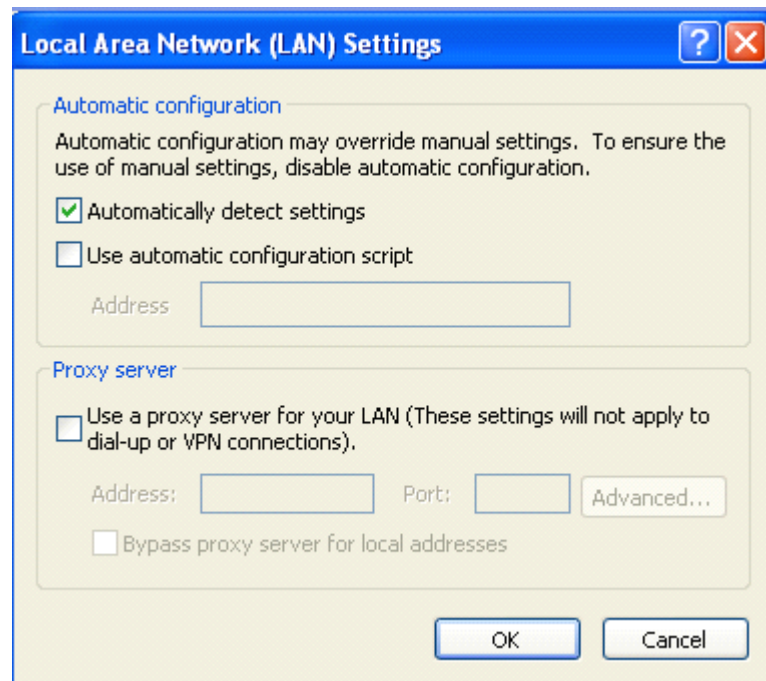 Local Area Network (LAN) Settings
?
Automatic configuration
Automatic configuration may override manual settings. To ensure the
use of manual settings, disable automatic configuration.
Automatically detect settings
Use automatic configuration script
Address
Proxy server
Use a proxy server for your LAN (These settings will not apply to
dial-up or VPN connections).
Address:
Port:
Advanced...
Bypass proxy server for local addresses
OK
Cancel